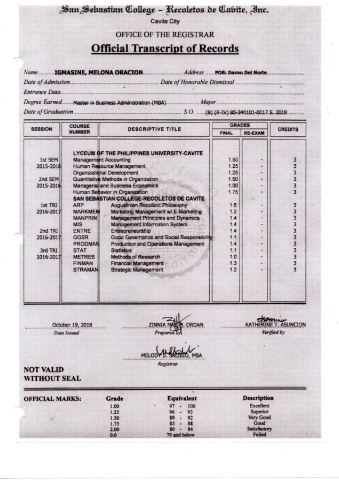 San Sebastian College - Recoletos de Cavite, Inc.
Cavite City
OFFICE OF THE REGISTRAR
Official Transcript of Records
Name IGMASINE, MELONA ORACION Address POB: Davao Del Norte
Date of Admission Date of Honorable Dismissal
Entrance Data
Degree Earned Master in Business Administration (MBA) Major
Date of Graduation S.O. (B) (R-IX) 50-340101-0017 S. 2018
SESSION COURSE NUMBER DESCRIPTIVE TITLE GRADES FINAL RE-EXAM CREDITS
LYCEUM OF THE PHILIPPINES UNIVERSITY-CAVITE
1st SEM Management Accounting 1.50 - 3
2015-2016 Human Resource Management 1.25 - 3
Organizational Development 1.25 - 3
2nd SEM Quantitative Methods in Organization 1.50 - 3
2015-2016 Managerial and Business Economics 1.00 - 3
Human Behavior in Organization 1.75 - 3
SAN SEBASTIAN COLLEGE-RECOLETOS DE CAVITE
1st TRI ARP Augustinian Recollect Philosophy 1.8 - 3
2016-2017 MARKMEM Marketing Management w/ E-Marketing 1.2 - 3
MANPRIN Management Principles and Dynamics 1.4 - 3
MIS Management Information System 1.4 - 3
2nd TRI ENTRE Entrepreneurship 1.4 - 3
2016-2017 GGSR Good Governance and Social Responsibility 1.1 - 3
PRODMAN Production and Operations Management 1.4 - 3
3rd TRI STAT Statistics 1.1 - 3
2016-2017 METRES Methods of Research 1.0 - 3
FINMAN Financial Management 1.3 - 3
STRAMAN Strategic Management 1.2 - 3
October 19, 2018 ZINNIA MAE M. ORDAN KATHERINE T. ASUNCION
Date Issued Prepared by Verified by
MELODY D. MBA
Registrar
NOT VALID
WITHOUT SEAL
OFFICIAL MARKS: Grade Equivalent Description
1.00 97 - 100 Excellent
1.25 96 - 93 Superior
1.50 89 - 92 Very Good
1.75 85 - 88 Good
2.00 80 - 84 Satisfactory
0.0 79 and below Failed